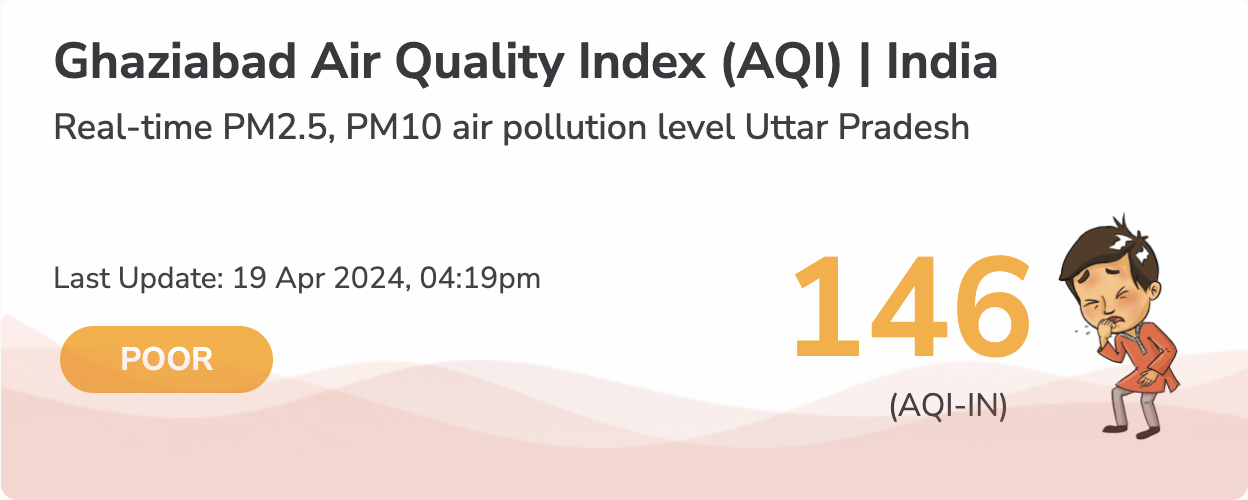 Ghaziabad Air Quality Index (AQI) | India
Real-time PM2.5, PM10 air pollution level Uttar Pradesh
Last Update: 19 Apr 2024, 04:19pm
146
POOR
(AQI-IN)